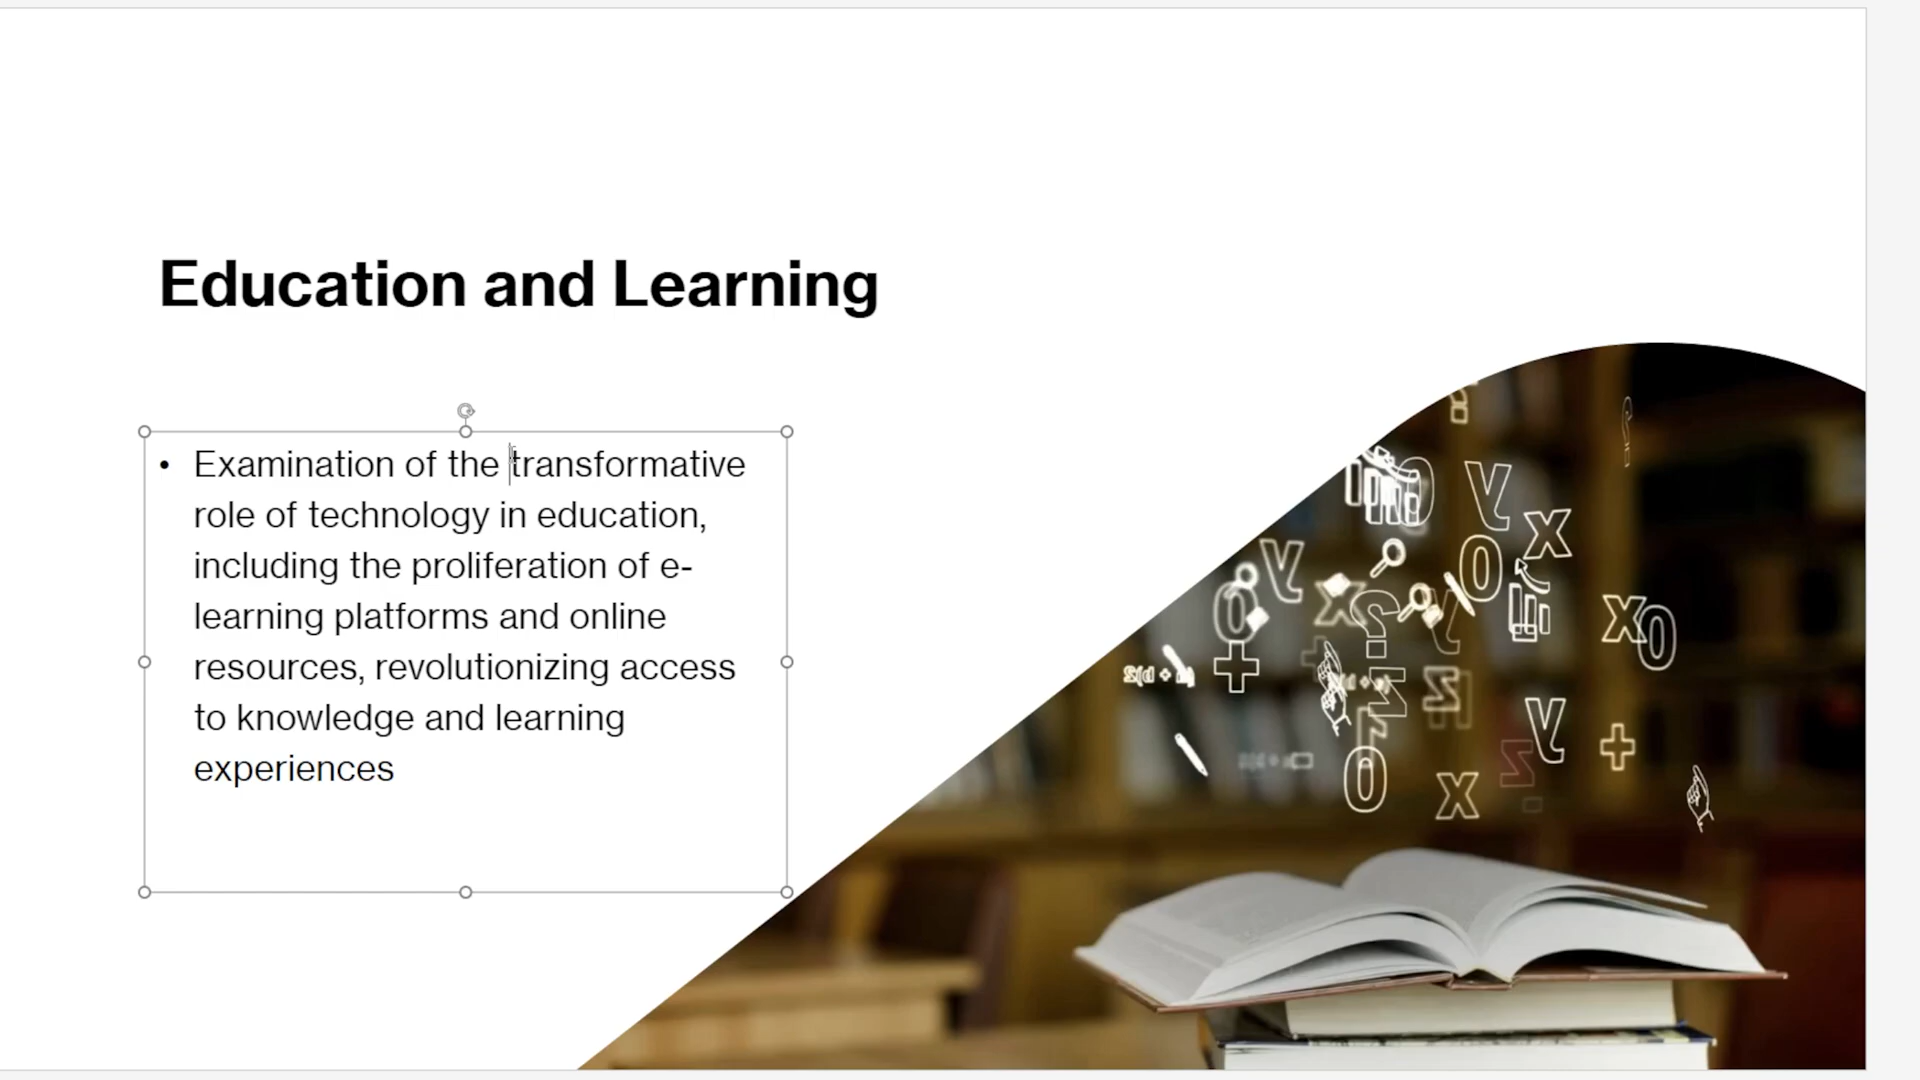 Education and Learning
• Examination of the transformative
role of technology in education,
including the proliferation of e-
learning platforms and online
resources, revolutionizing access
to knowledge and learning
experiences